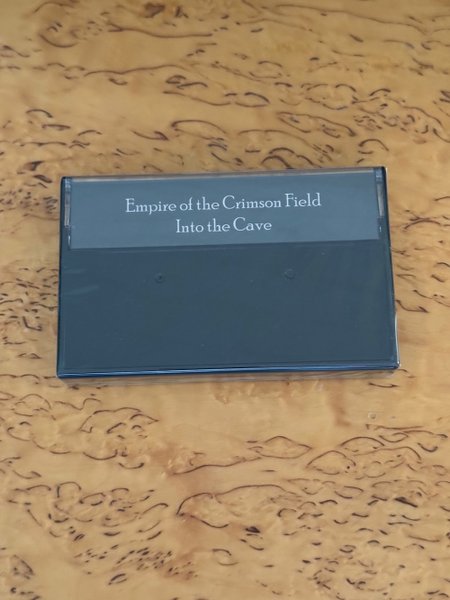 Empire of the Crimson Field
Into the Cave